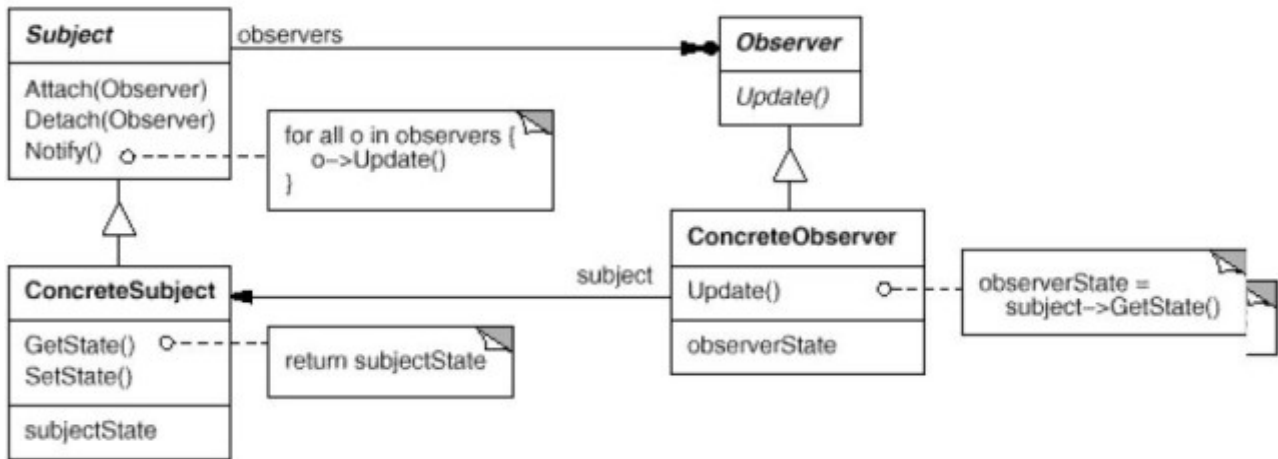 Subject
observers
Observer
Attach(Observer)
Detach(Observer)
Notify()
for all o in observers {
o->Update()
}
Update()
ConcreteSubject
subject
ConcreteObserver
Update()
observerState =
subject->GetState()
GetState()
SetState()
return subjectState
observerState
subjectState